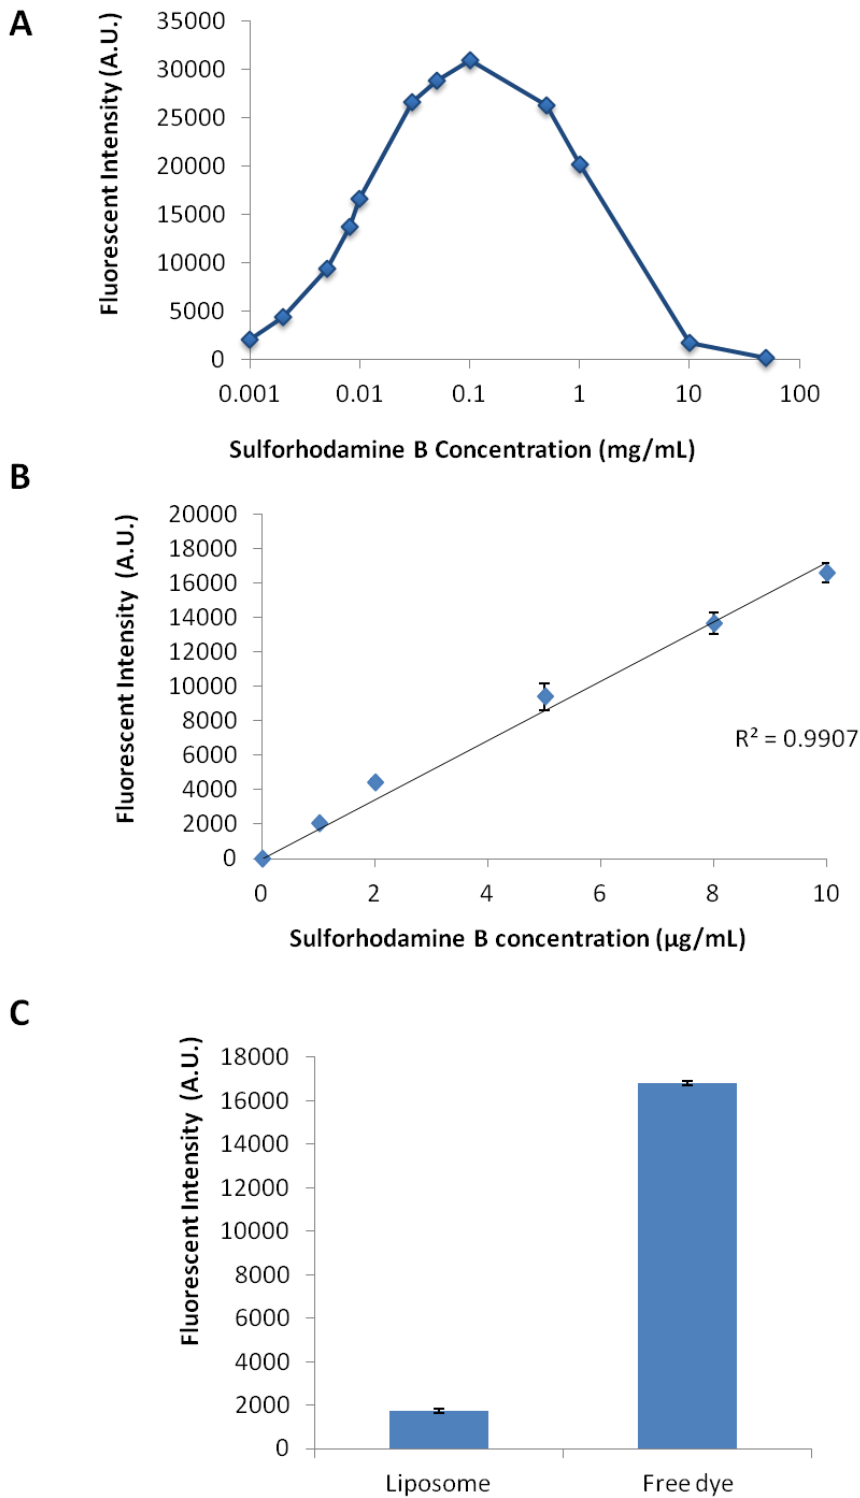 A
Fluorescent Intensity (A.U.)
35000
30000
25000
20000
15000
10000
5000
0
0.001 0.01 0.1 1 10 100
Sulforhodamine B Concentration (mg/mL)
B
Fluorescent Intensity (A.U.)
20000
18000
16000
14000
12000
10000
8000
6000
4000
2000
0
R² = 0.9907
0 2 4 6 8 10
Sulforhodamine B concentration (µg/mL)
C
Fluorescent Intensity (A.U.)
18000
16000
14000
12000
10000
8000
6000
4000
2000
0
Liposome Free dye